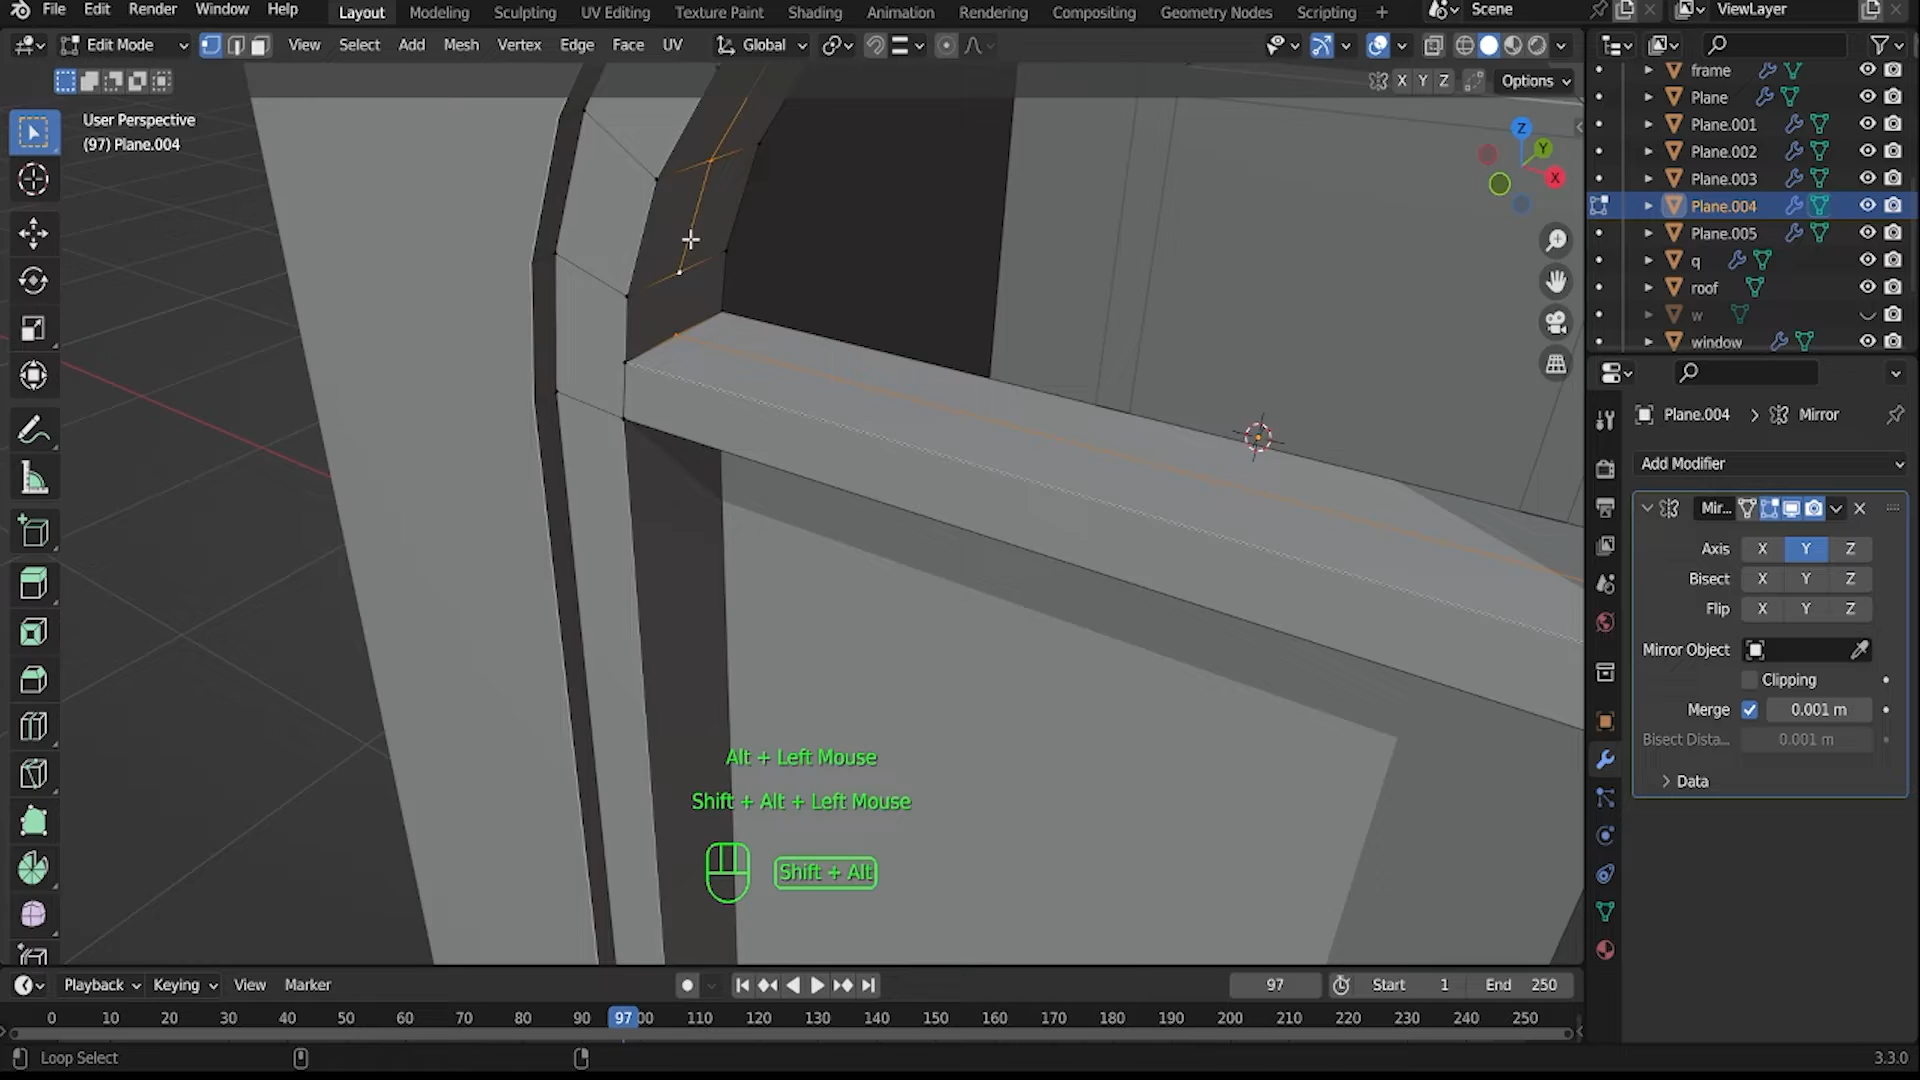 File Edit Render Window Help Layout Modeling Sculpting UV Editing Texture Paint Shading Animation Rendering Compositing Geometry Nodes Scripting + Scene ViewLayer
Edit Mode View Select Add Mesh Vertex Edge Face UV Global
X Y Z Options
User Perspective
(97) Plane.004
Z
Y
X
frame
Plane
Plane.001
Plane.002
Plane.003
Plane.004
Plane.005
q
roof
w
window
Plane.004 > Mirror
Add Modifier
Mir...
Axis X Y Z
Bisect X Y Z
Flip X Y Z
Mirror Object
Clipping
Merge 0.001 m
Bisect Dista... 0.001 m
Data
Alt + Left Mouse
Shift + Alt + Left Mouse
Shift + Alt
Playback Keying View Marker 97 Start 1 End 250
0 10 20 30 40 50 60 70 80 90 97 00 110 120 130 140 150 160 170 180 190 200 210 220 230 240 250
Loop Select 3.3.0